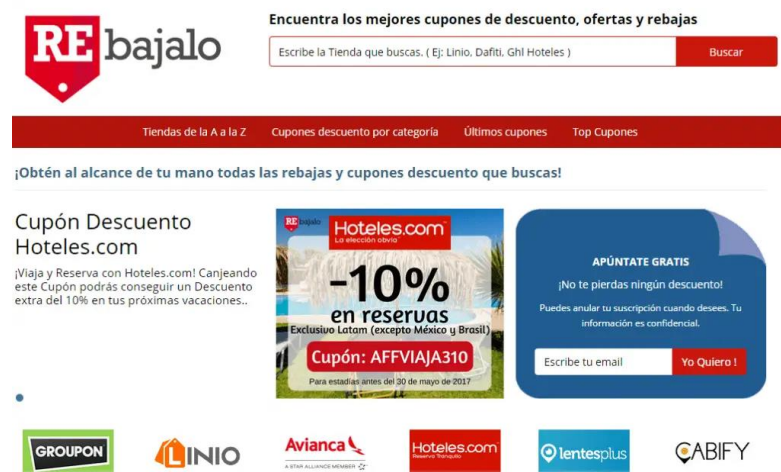 REbajalo
Encuentra los mejores cupones de descuento, ofertas y rebajas
Escribe la Tienda que buscas. ( Ej: Linio, Dafiti, Ghl Hoteles )
Buscar
Tiendas de la A a la Z
Cupones descuento por categoría
Últimos cupones
Top Cupones
¡Obtén al alcance de tu mano todas las rebajas y cupones descuento que buscas!
Cupón Descuento
Hoteles.com
¡Viaja y Reserva con Hoteles.com! Canjeando
este Cupón podrás conseguir un Descuento
extra del 10% en tus próximas vacaciones..
REbajalo
Hoteles.com
La elección obvia
-10%
en reservas
Exclusivo Latam (excepto México y Brasil)
Cupón: AFFVIAJA310
Para estadías antes del 30 de mayo de 2017
APÚNTATE GRATIS
¡No te pierdas ningún descuento!
Puedes anular tu suscripción cuando desees. Tu
información es confidencial.
Escribe tu email
Yo Quiero !
GROUPON
LINIO
Avianca
A STAR ALLIANCE MEMBER
Hoteles.com
Reserva Tranquilo
lentesplus
CABIFY